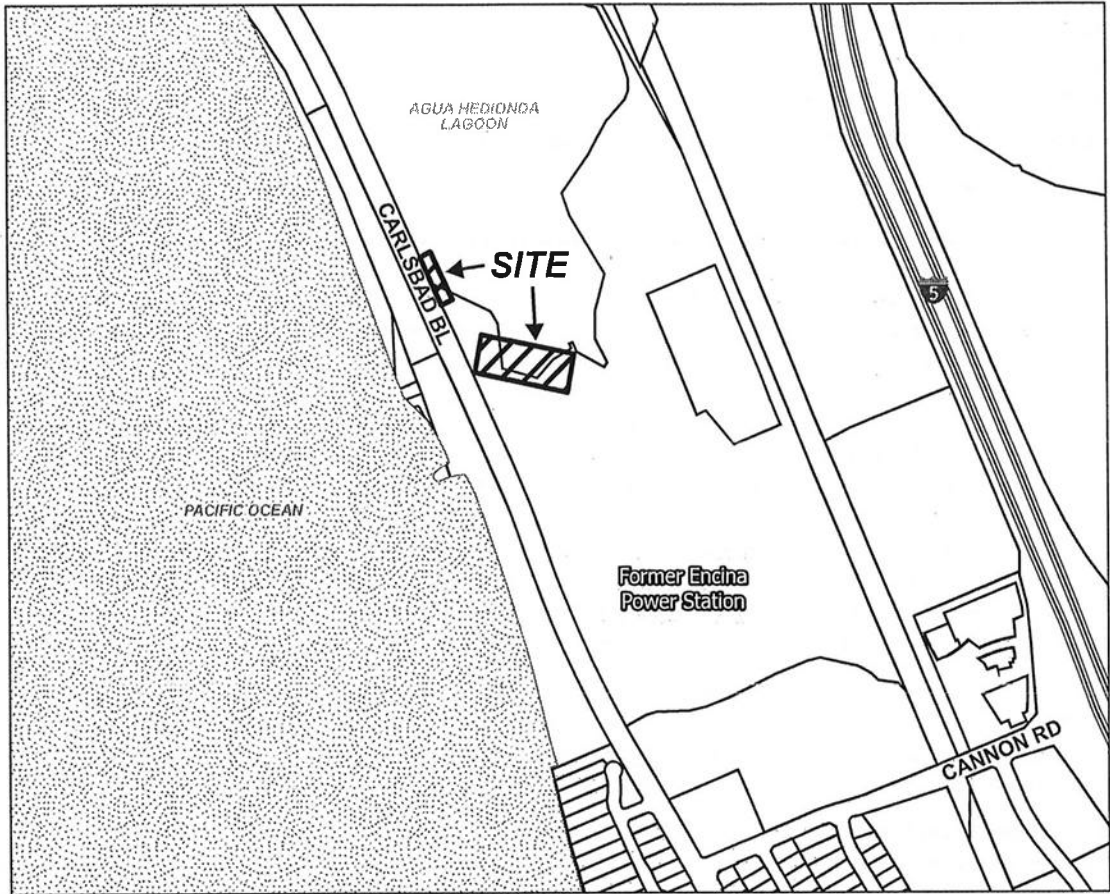 AGUA HEDIONDA
LAGOON
CARLSBAD BL
SITE
5
PACIFIC OCEAN
Former Encina
Power Station
CANNON RD